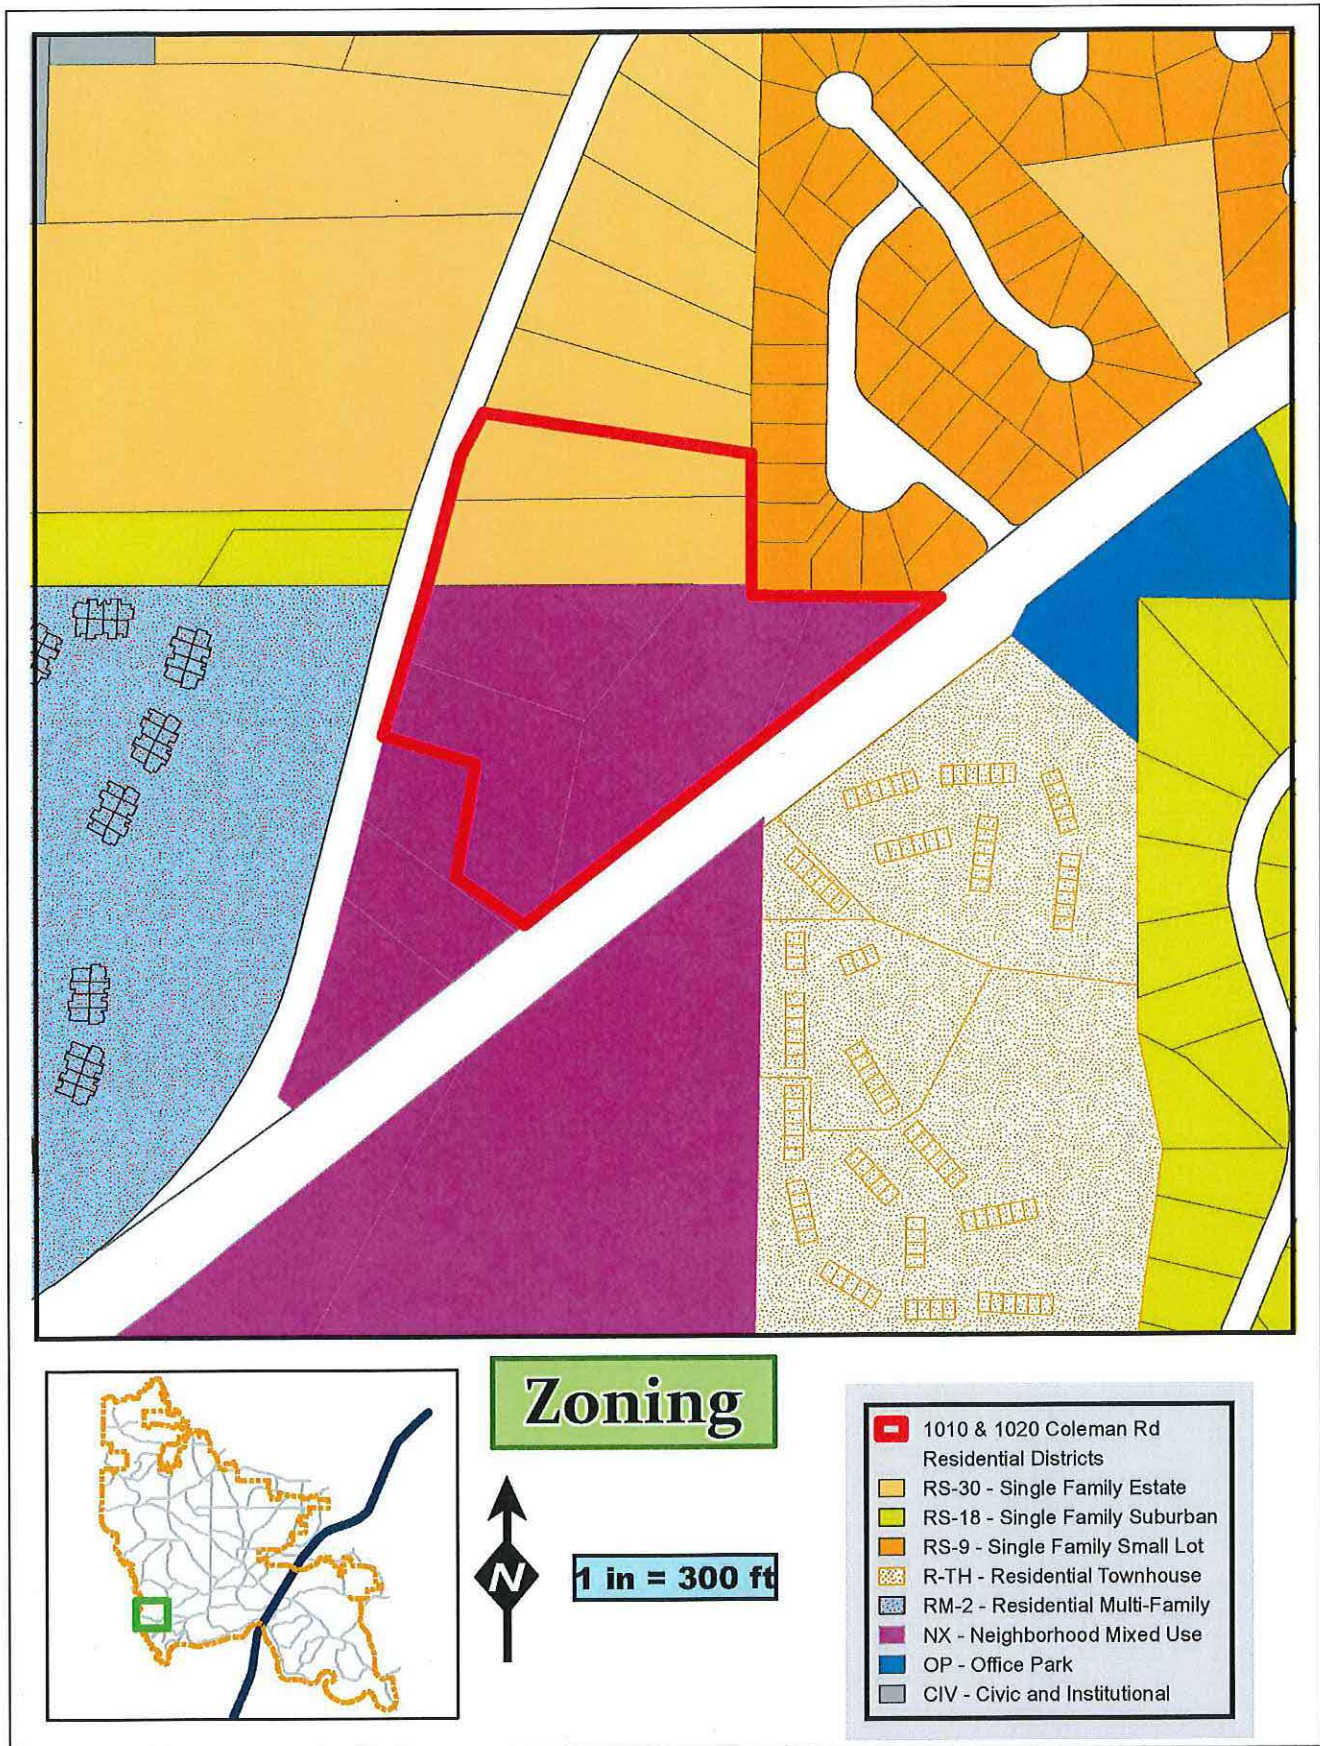 Zoning
N
1 in = 300 ft
1010 & 1020 Coleman Rd
Residential Districts
RS-30 - Single Family Estate
RS-18 - Single Family Suburban
RS-9 - Single Family Small Lot
R-TH - Residential Townhouse
RM-2 - Residential Multi-Family
NX - Neighborhood Mixed Use
OP - Office Park
CIV - Civic and Institutional